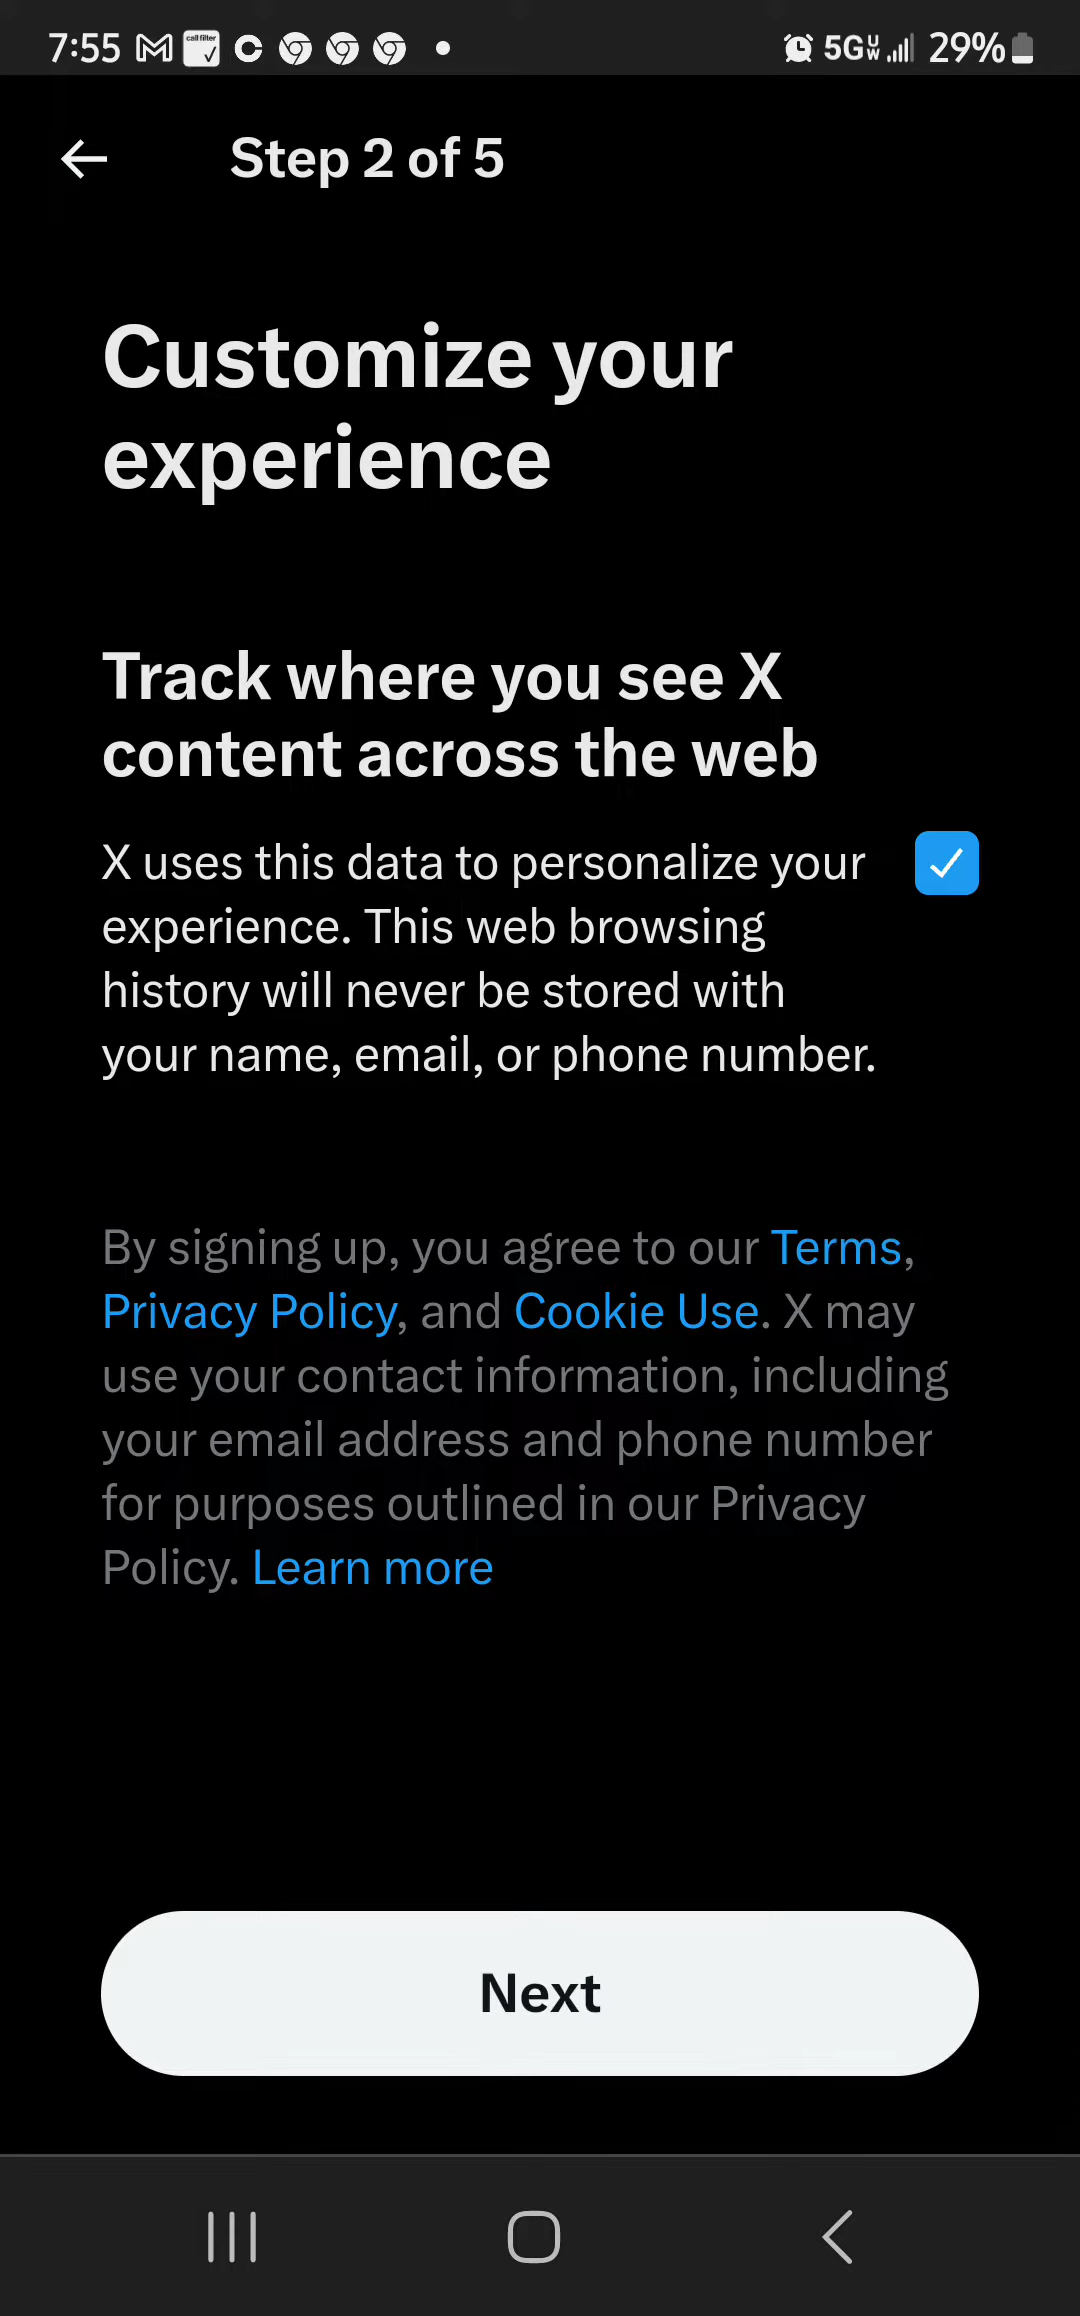 7:55 call filter 5G UW 29%
Step 2 of 5
Customize your
experience
Track where you see X
content across the web
X uses this data to personalize your
experience. This web browsing
history will never be stored with
your name, email, or phone number.
By signing up, you agree to our Terms,
Privacy Policy, and Cookie Use. X may
use your contact information, including
your email address and phone number
for purposes outlined in our Privacy
Policy. Learn more
Next